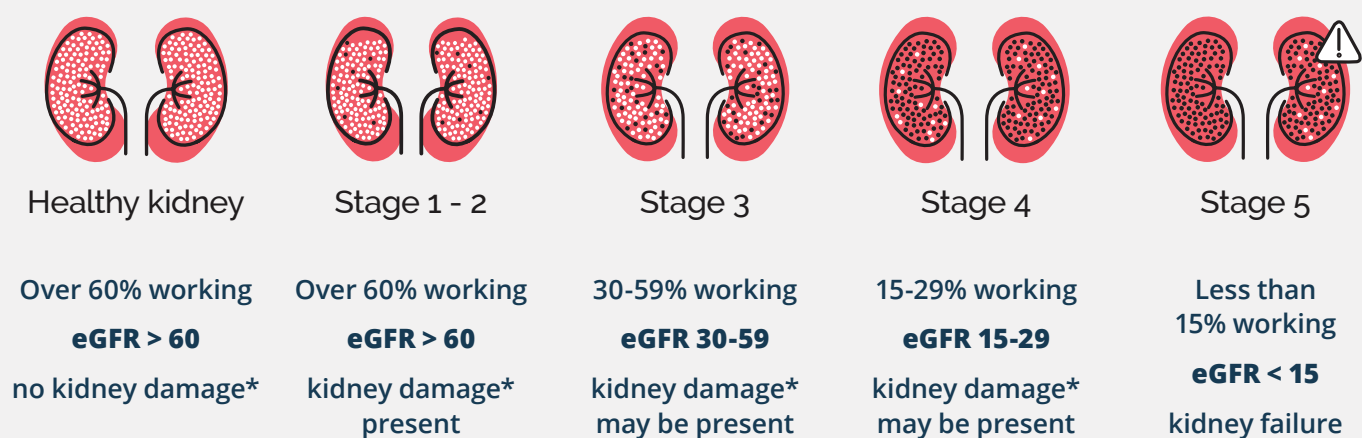 Healthy kidney
Over 60% working
eGFR > 60
no kidney damage*
Stage 1 - 2
Over 60% working
eGFR > 60
kidney damage*
present
Stage 3
30-59% working
eGFR 30-59
kidney damage*
may be present
Stage 4
15-29% working
eGFR 15-29
kidney damage*
may be present
Stage 5
Less than
15% working
eGFR < 15
kidney failure